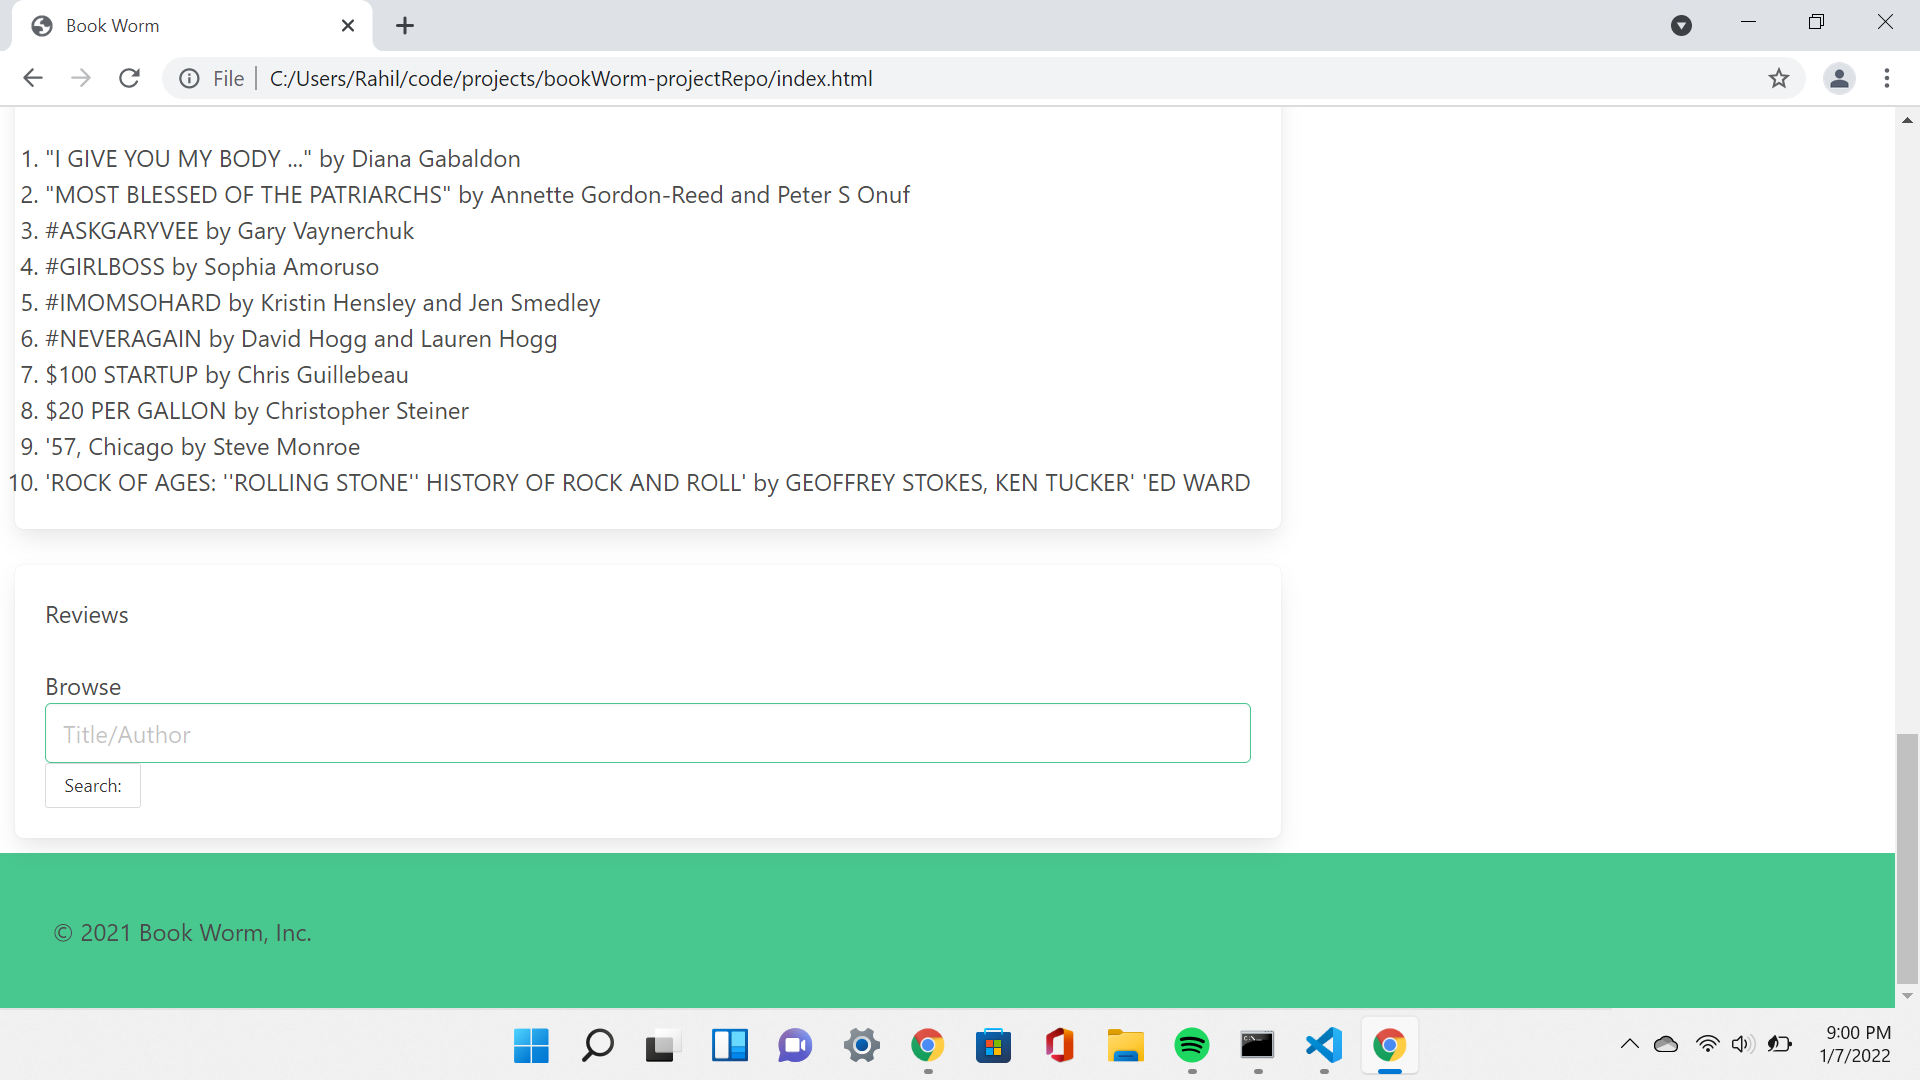 Book Worm
File
C:/Users/Rahil/code/projects/bookWorm-projectRepo/index.html
1. "I GIVE YOU MY BODY ..." by Diana Gabaldon
2. "MOST BLESSED OF THE PATRIARCHS" by Annette Gordon-Reed and Peter S Onuf
3. #ASKGARYVEE by Gary Vaynerchuk
4. #GIRLBOSS by Sophia Amoruso
5. #IMOMSOHARD by Kristin Hensley and Jen Smedley
6. #NEVERAGAIN by David Hogg and Lauren Hogg
7. $100 STARTUP by Chris Guillebeau
8. $20 PER GALLON by Christopher Steiner
9. '57, Chicago by Steve Monroe
10. 'ROCK OF AGES: ''ROLLING STONE'' HISTORY OF ROCK AND ROLL' by GEOFFREY STOKES, KEN TUCKER' 'ED WARD
Reviews
Browse
Title/Author
Search:
© 2021 Book Worm, Inc.
9:00 PM
1/7/2022